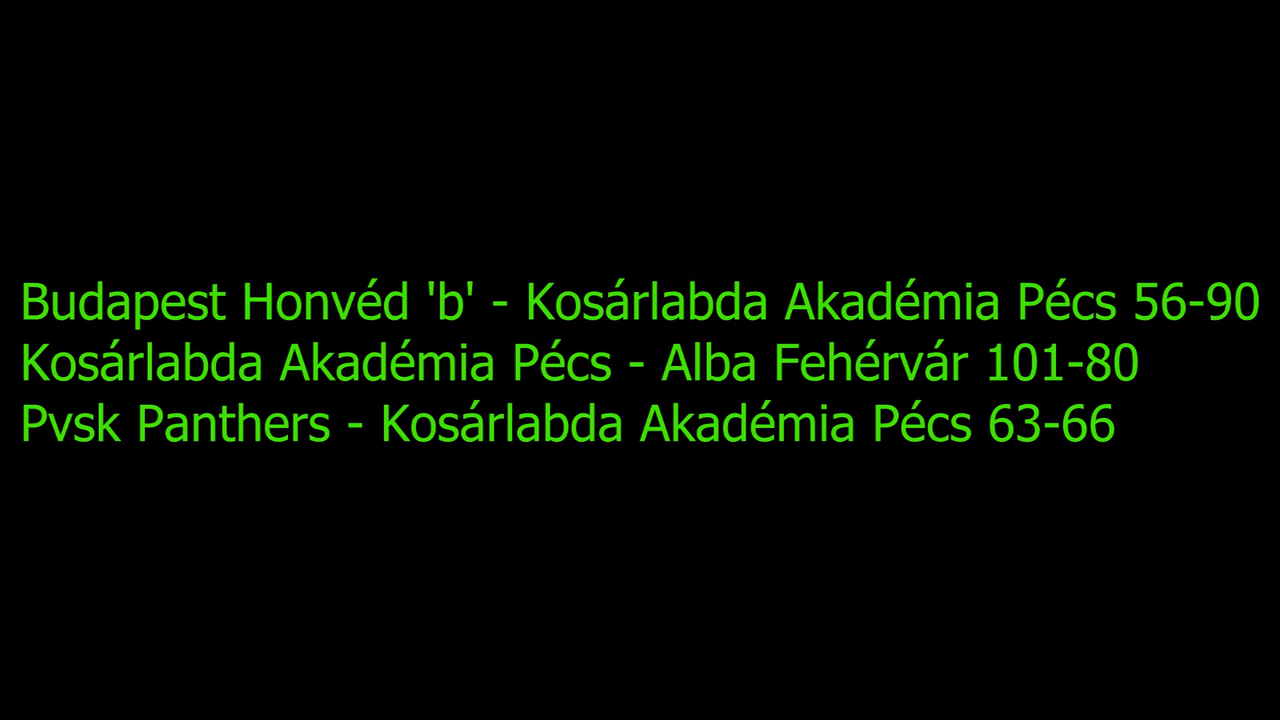 Budapest Honvéd 'b' - Kosárlabda Akadémia Pécs 56-90
Kosárlabda Akadémia Pécs - Alba Fehérvár 101-80
Pvsk Panthers - Kosárlabda Akadémia Pécs 63-66